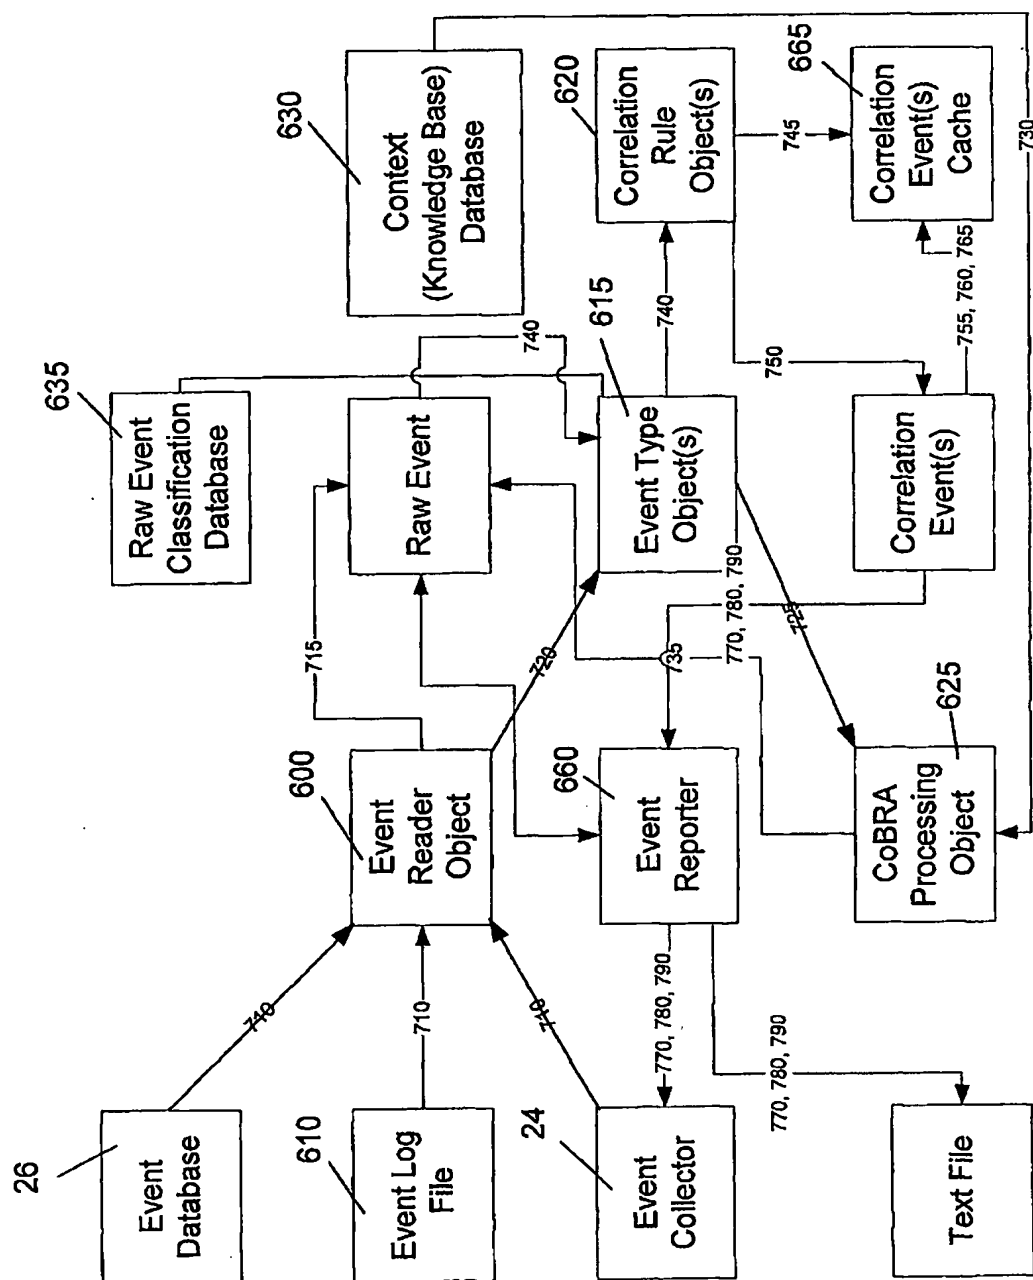 26
Event
Database
610
Event Log
File
24
Event
Collector
Text File
710
710
710
770, 780, 790
770, 780, 790
600
Event
Reader
Object
660
Event
Reporter
625
CoBRA
Processing
Object
715
720
735
770, 780, 790
725
635
Raw Event
Classification
Database
Raw Event
740
615
Event Type
Object(s)
Correlation
Event(s)
740
750
755, 760, 765
630
Context
(Knowledge Base)
Database
620
Correlation
Rule
Object(s)
745
665
Correlation
Event(s)
Cache
730